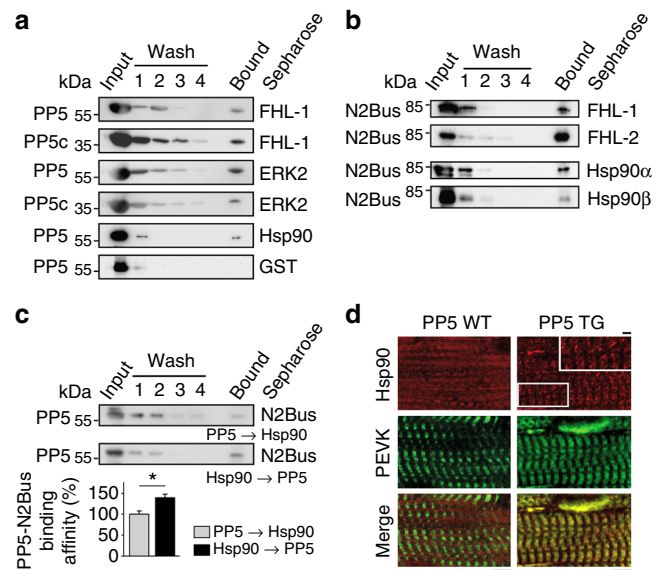 a
Input Wash Bound Sepharose
kDa 1 2 3 4
PP5 55 FHL-1
PP5c 35 FHL-1
PP5 55 ERK2
PP5c 35 ERK2
PP5 55 Hsp90
PP5 55 GST
b
Input Wash Bound Sepharose
kDa 1 2 3 4
N2Bus 85 FHL-1
N2Bus 85 FHL-2
N2Bus 85 Hsp90α
N2Bus 85 Hsp90β
c
Input Wash Bound Sepharose
kDa 1 2 3 4
PP5 55 N2Bus
PP5 → Hsp90
PP5 55 N2Bus
Hsp90 → PP5
PP5-N2Bus binding affinity (%)
150
100
50
0
*
PP5 → Hsp90
Hsp90 → PP5
d
PP5 WT PP5 TG
Hsp90
PEVK
Merge